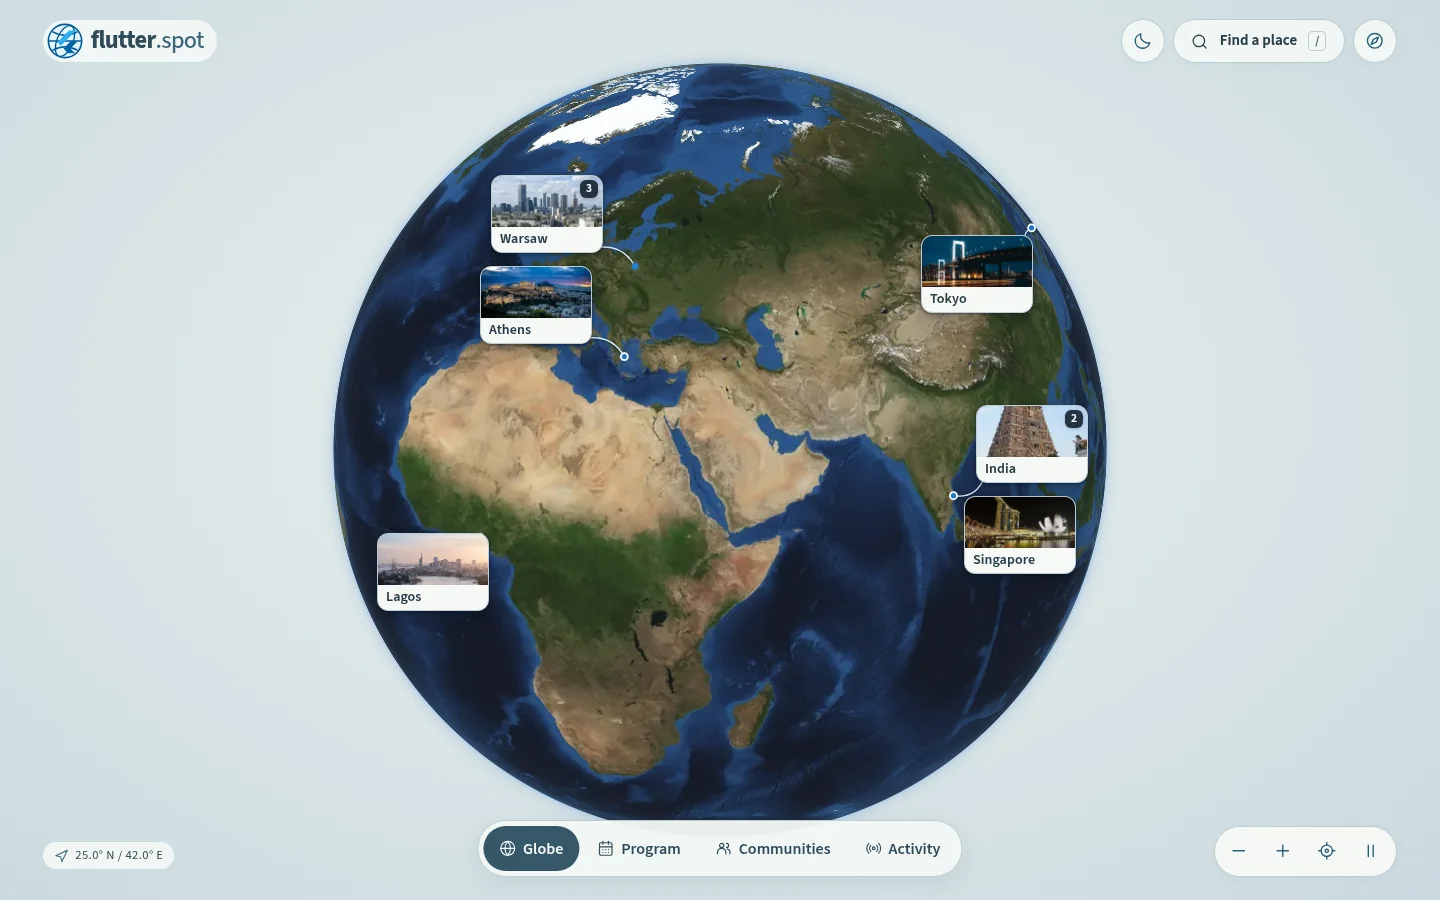 flutter.spot
Find a place /
3
Warsaw
Athens
Tokyo
2
India
Singapore
Lagos
25.0° N / 42.0° E
Globe
Program
Communities
Activity